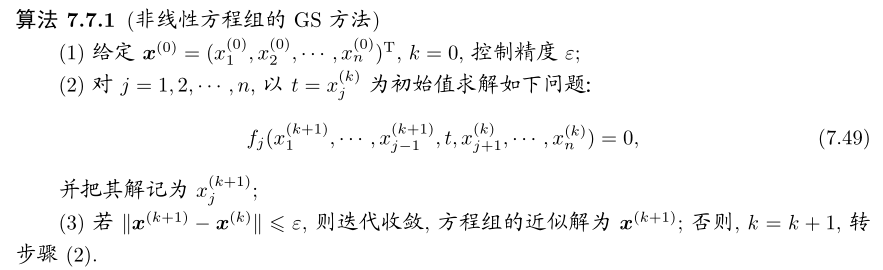 算法 7.7.1 (非线性方程组的 GS 方法)
(1) 给定 $\boldsymbol{x}^{(0)} = (x_1^{(0)}, x_2^{(0)}, \cdots, x_n^{(0)})^{\mathrm{T}}$, $k = 0$, 控制精度 $\varepsilon$;
(2) 对 $j = 1, 2, \cdots, n$, 以 $t = x_j^{(k)}$ 为初始值求解如下问题:
$f_j(x_1^{(k+1)}, \cdots, x_{j-1}^{(k+1)}, t, x_{j+1}^{(k)}, \cdots, x_n^{(k)}) = 0,$ (7.49)
并把其解记为 $x_j^{(k+1)}$;
(3) 若 $\|\boldsymbol{x}^{(k+1)} - \boldsymbol{x}^{(k)}\| \leqslant \varepsilon$, 则迭代收敛, 方程组的近似解为 $\boldsymbol{x}^{(k+1)}$; 否则, $k = k + 1$, 转
步骤 (2).